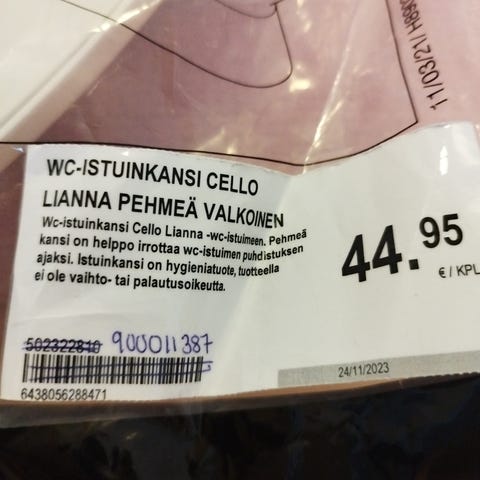 11/03/21/
WC-ISTUINKANSI CELLO
LIANNA PEHMEÄ VALKOINEN
Wc-istuinkansi Cello Lianna -wc-istuimeen. Pehmeä
kansi on helppo irrottaa wc-istuimen puhdistuksen
ajaksi. Istuinkansi on hygieniatuote, tuotteella
ei ole vaihto- tai palautusoikeutta.
44.95
€ / KPL
502322810 900011387
6438056288471
24/11/2023